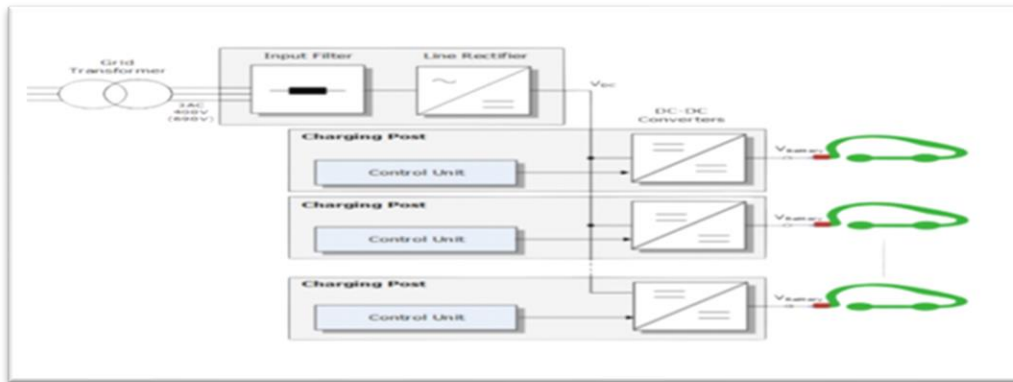 Grid
Transformer
Input Filter
Line Rectifier
3AC
400V
(690V)
VDC
DC-DC
Converters
Charging Post
Control Unit
VBattery
Charging Post
Control Unit
VBattery
Charging Post
Control Unit
VBattery